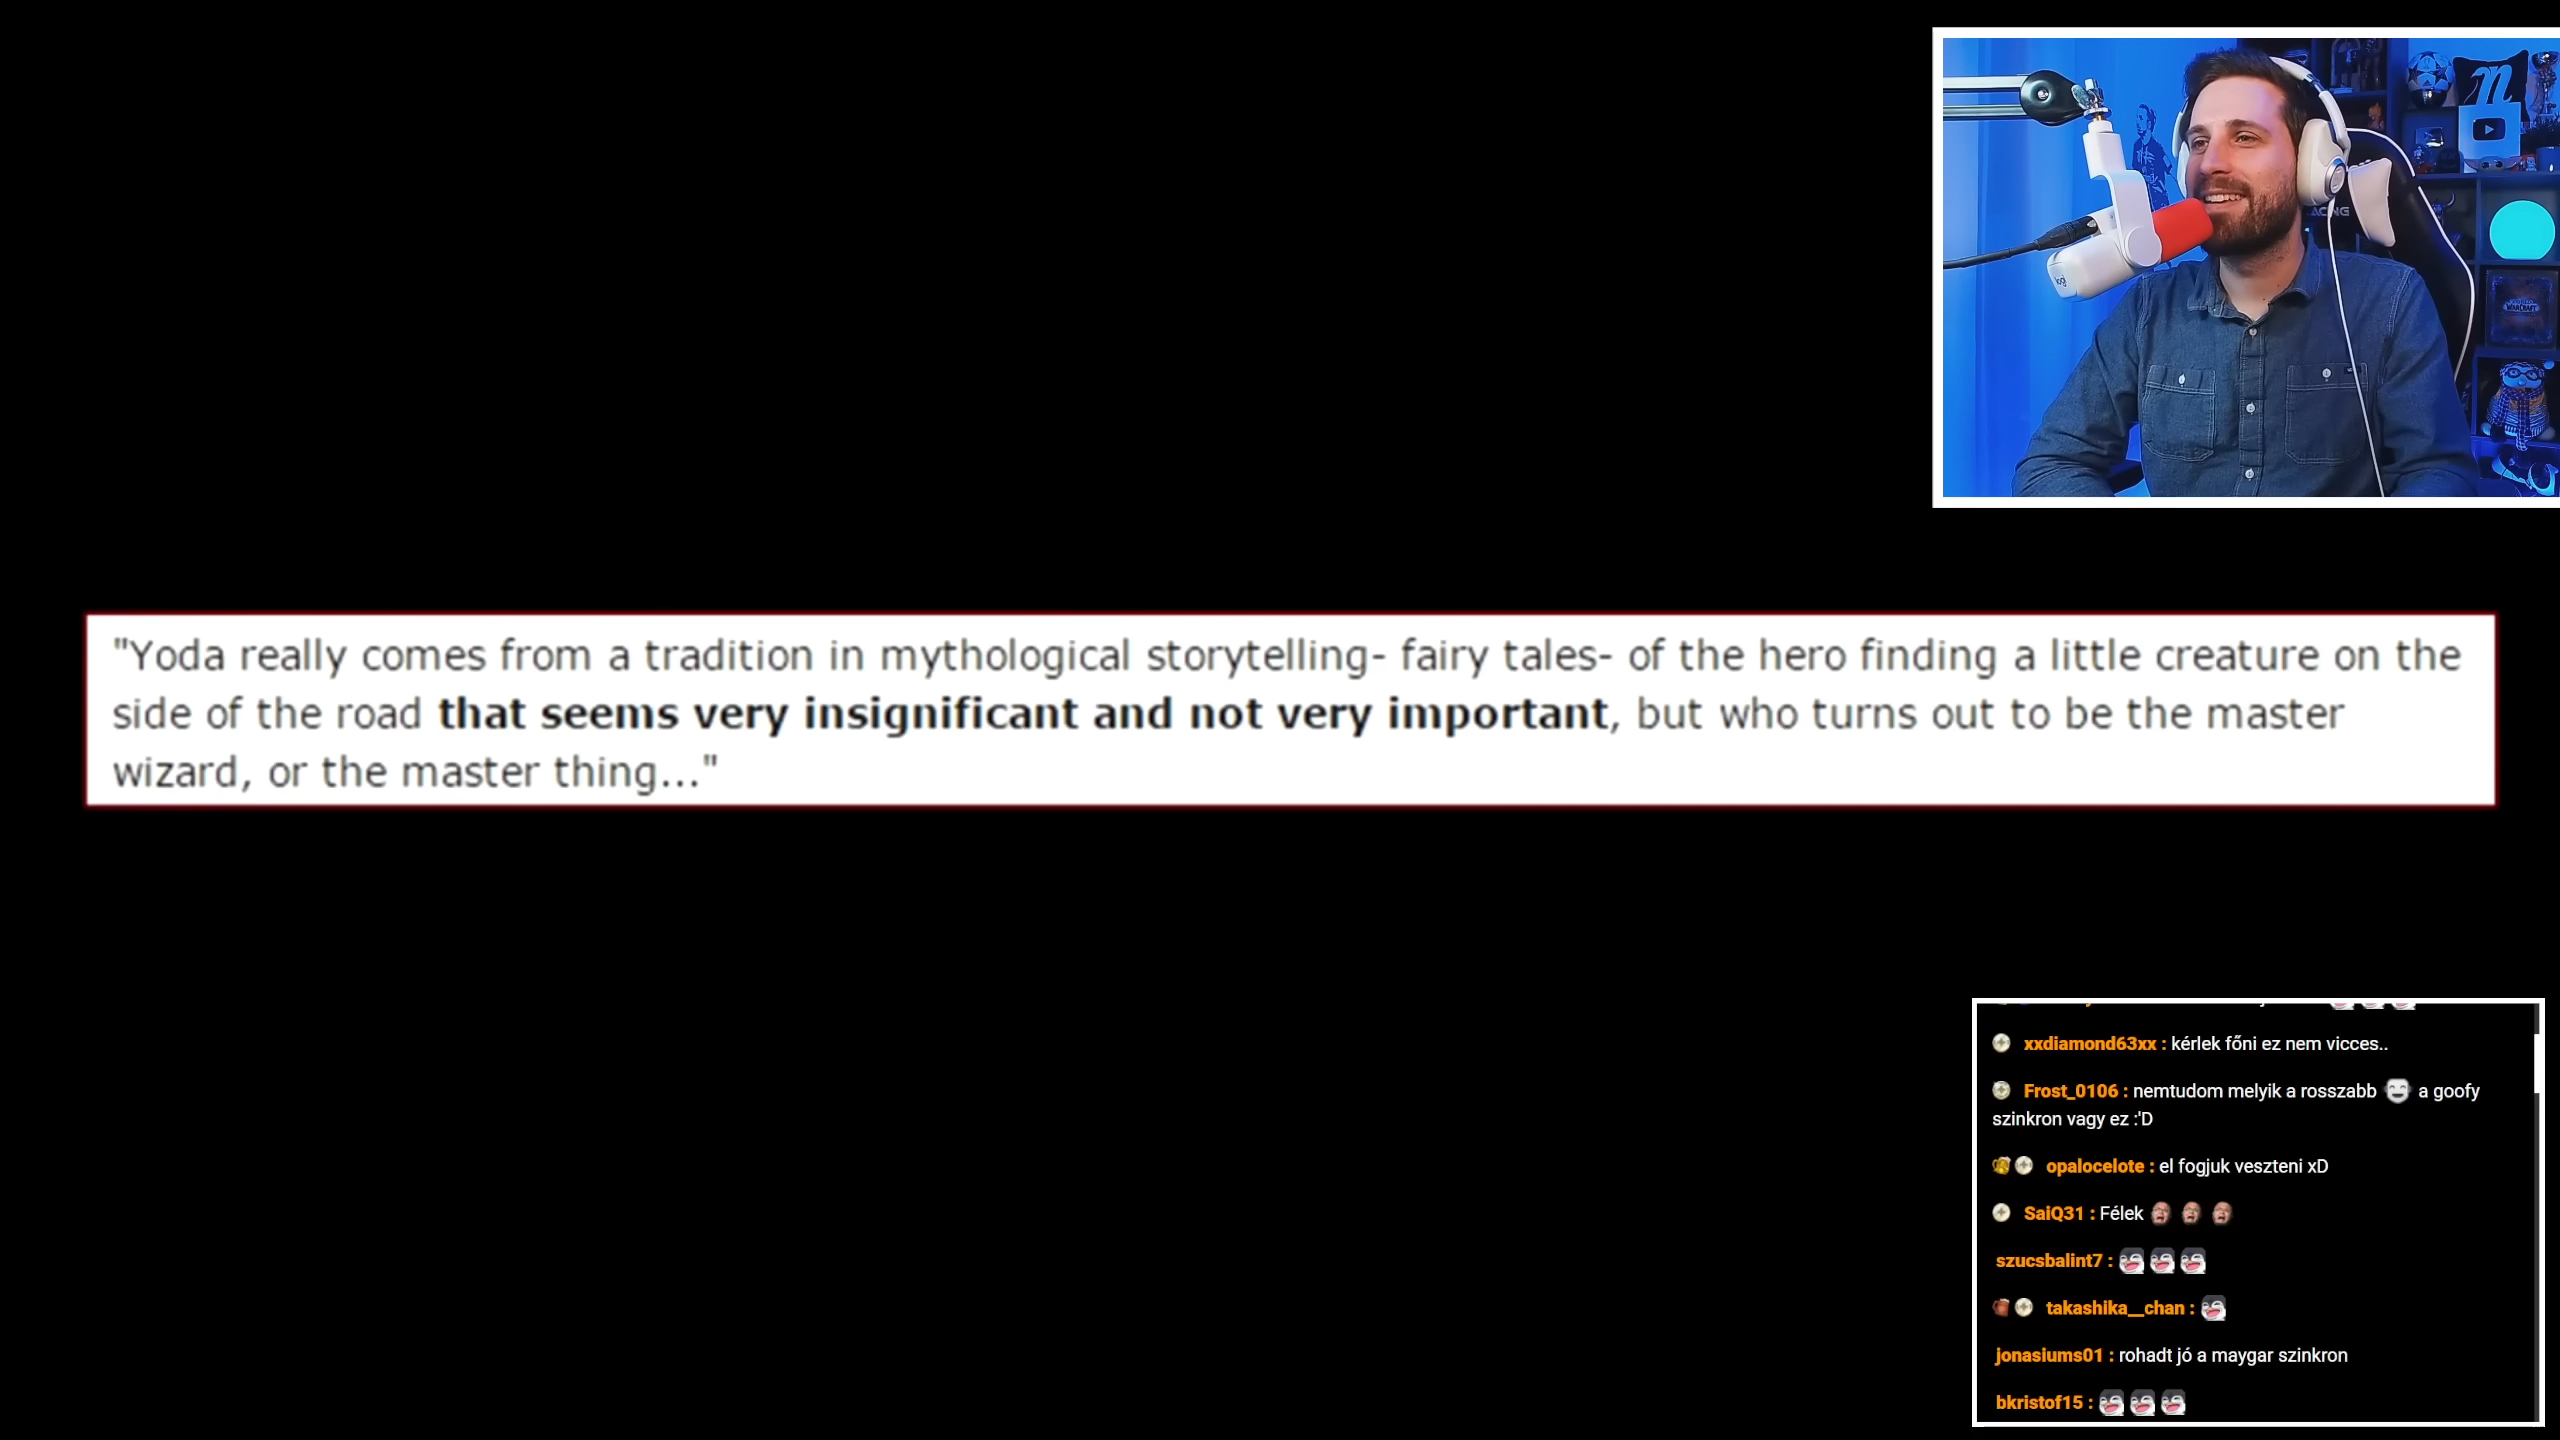 "Yoda really comes from a tradition in mythological storytelling- fairy tales- of the hero finding a little creature on the
side of the road that seems very insignificant and not very important, but who turns out to be the master
wizard, or the master thing..."
logi
ACING
WARCRAFT
xxdiamond63xx : kérlek főni ez nem vicces..
Frost_0106 : nemtudom melyik a rosszabb a goofy
szinkron vagy ez :'D
opalocelote : el fogjuk veszteni xD
SaiQ31 : Félek
szucsbalint7 :
takashika__chan :
jonasiums01 : rohadt jó a maygar szinkron
bkristof15 :